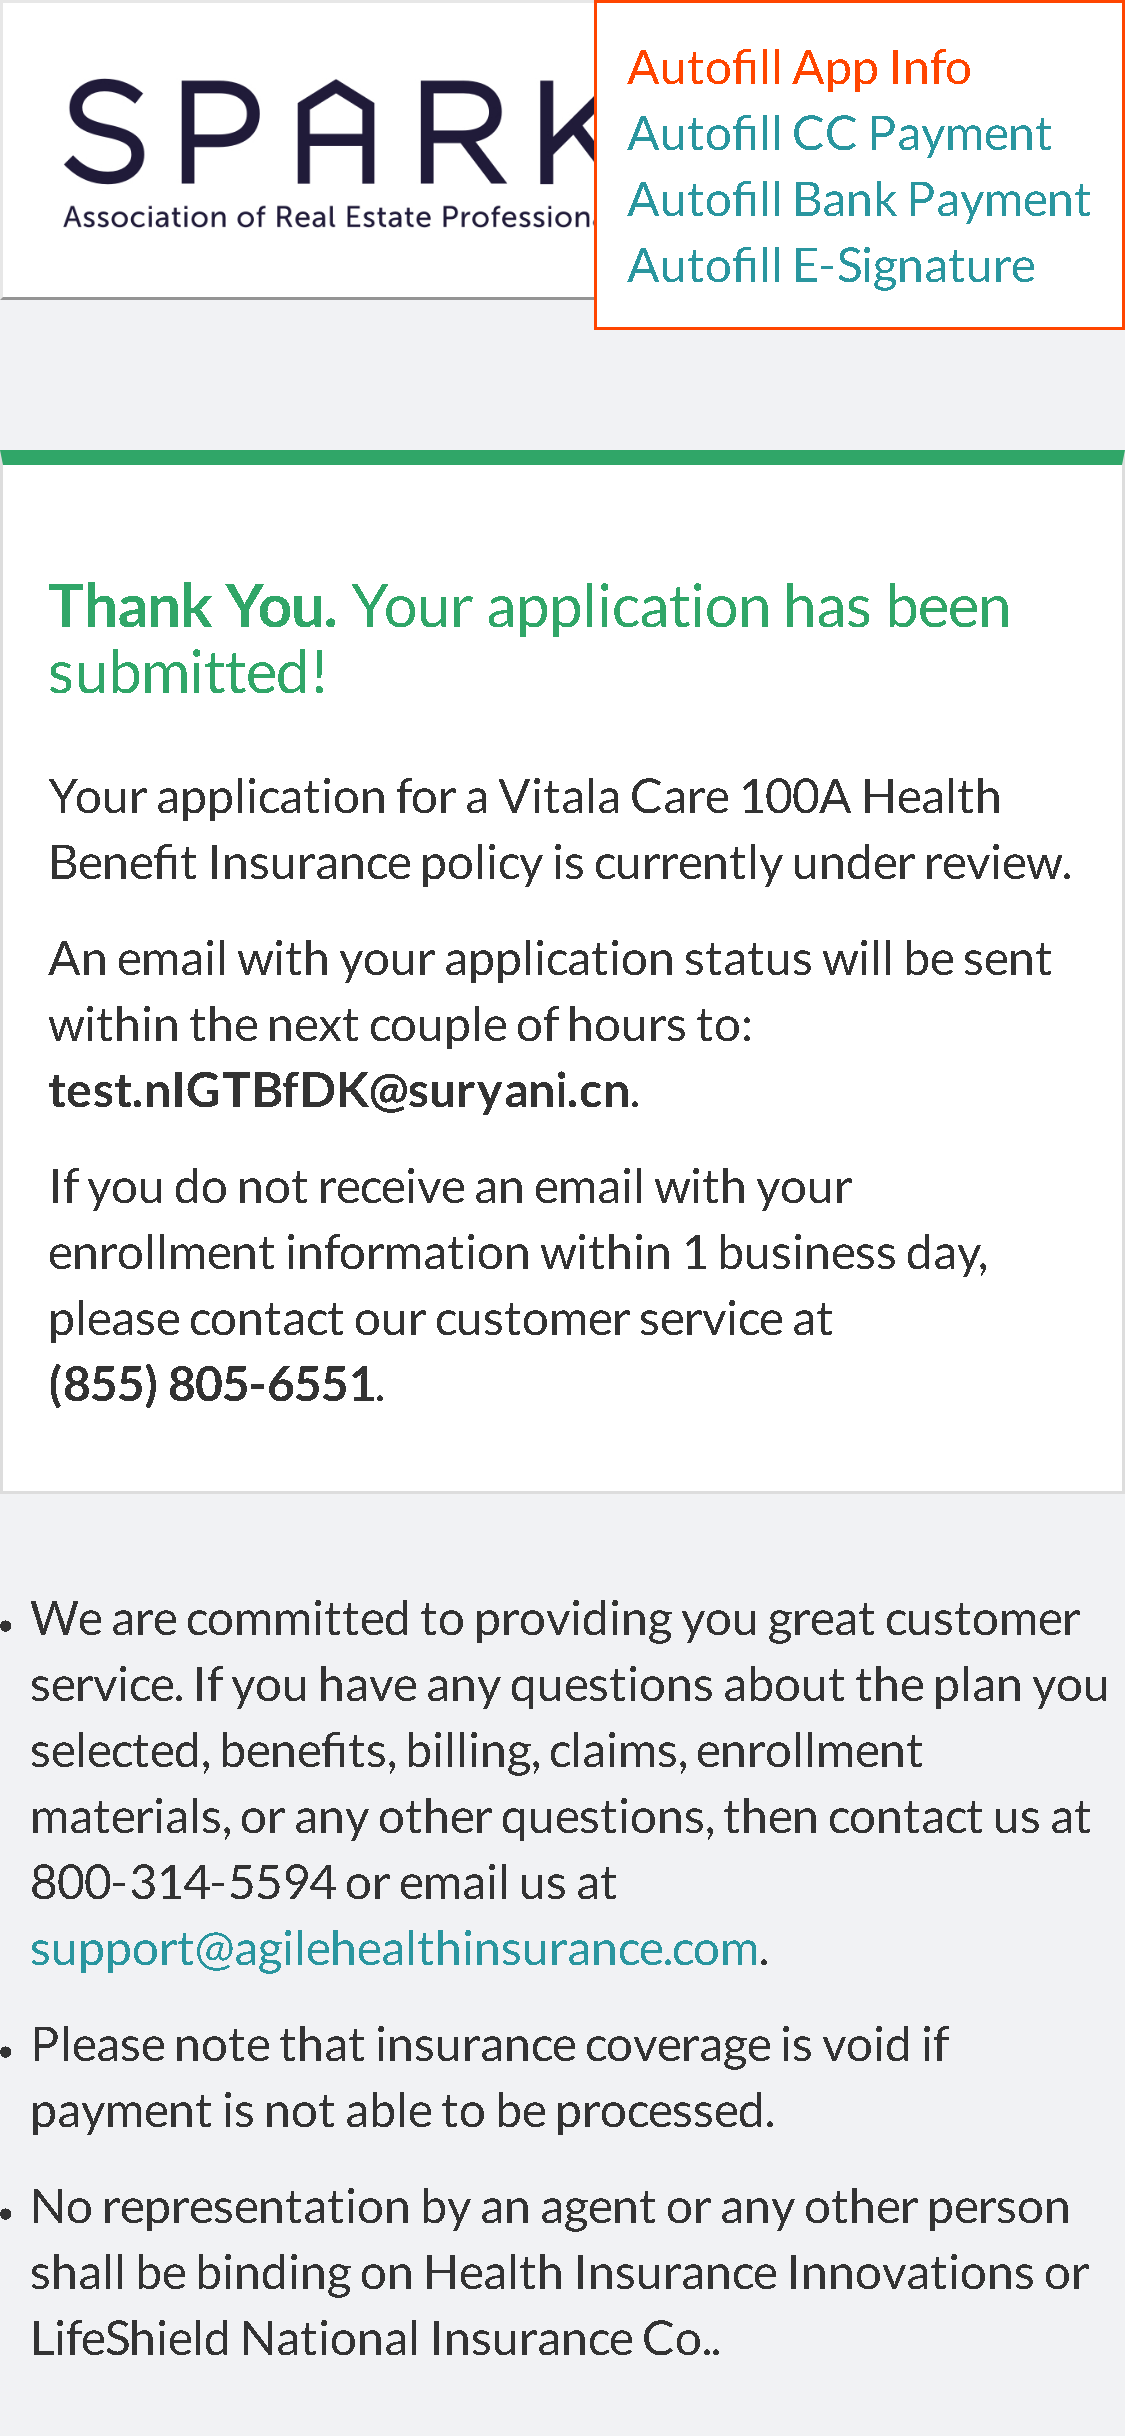 SPARK
Association of Real Estate
Autofill App Info
Autofill CC Payment
Autofill Bank Payment
Autofill E-Signature
Thank You. Your application has been
submitted!
Your application for a Vitala Care 100A Health
Benefit Insurance policy is currently under review.
An email with your application status will be sent
within the next couple of hours to:
test.nIGTBfDK@suryani.cn.
If you do not receive an email with your
enrollment information within 1 business day,
please contact our customer service at
(855) 805-6551.
• We are committed to providing you great customer
service. If you have any questions about the plan you
selected, benefits, billing, claims, enrollment
materials, or any other questions, then contact us at
800-314-5594 or email us at
support@agilehealthinsurance.com.
• Please note that insurance coverage is void if
payment is not able to be processed.
• No representation by an agent or any other person
shall be binding on Health Insurance Innovations or
LifeShield National Insurance Co..